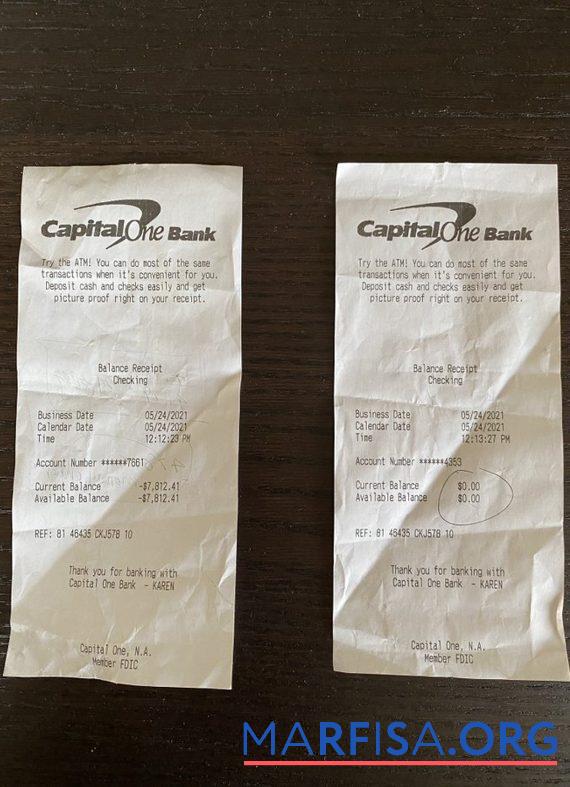 Capital One Bank
Try the ATM! You can do most of the same
transactions when it's convenient for you.
Deposit cash and checks easily and get
picture proof right on your receipt.
Balance Receipt
Checking
Business Date 05/24/2021
Calendar Date 05/24/2021
Time 12:12:23 PM
Account Number ******7661
Current Balance -$7,812.41
Available Balance -$7,812.41
REF: 81 46435 CKJ578 10
Thank you for banking with
Capital One Bank - KAREN
Capital One, N.A.
Member FDIC
Capital One Bank
Try the ATM! You can do most of the same
transactions when it's convenient for you.
Deposit cash and checks easily and get
picture proof right on your receipt.
Balance Receipt
Checking
Business Date 05/24/2021
Calendar Date 05/24/2021
Time 12:13:27 PM
Account Number ******4353
Current Balance $0.00
Available Balance $0.00
REF: 81 46435 CKJ578 10
Thank you for banking with
Capital One Bank - KAREN
Capital One, N.A.
Member FDIC
MARFISA.ORG